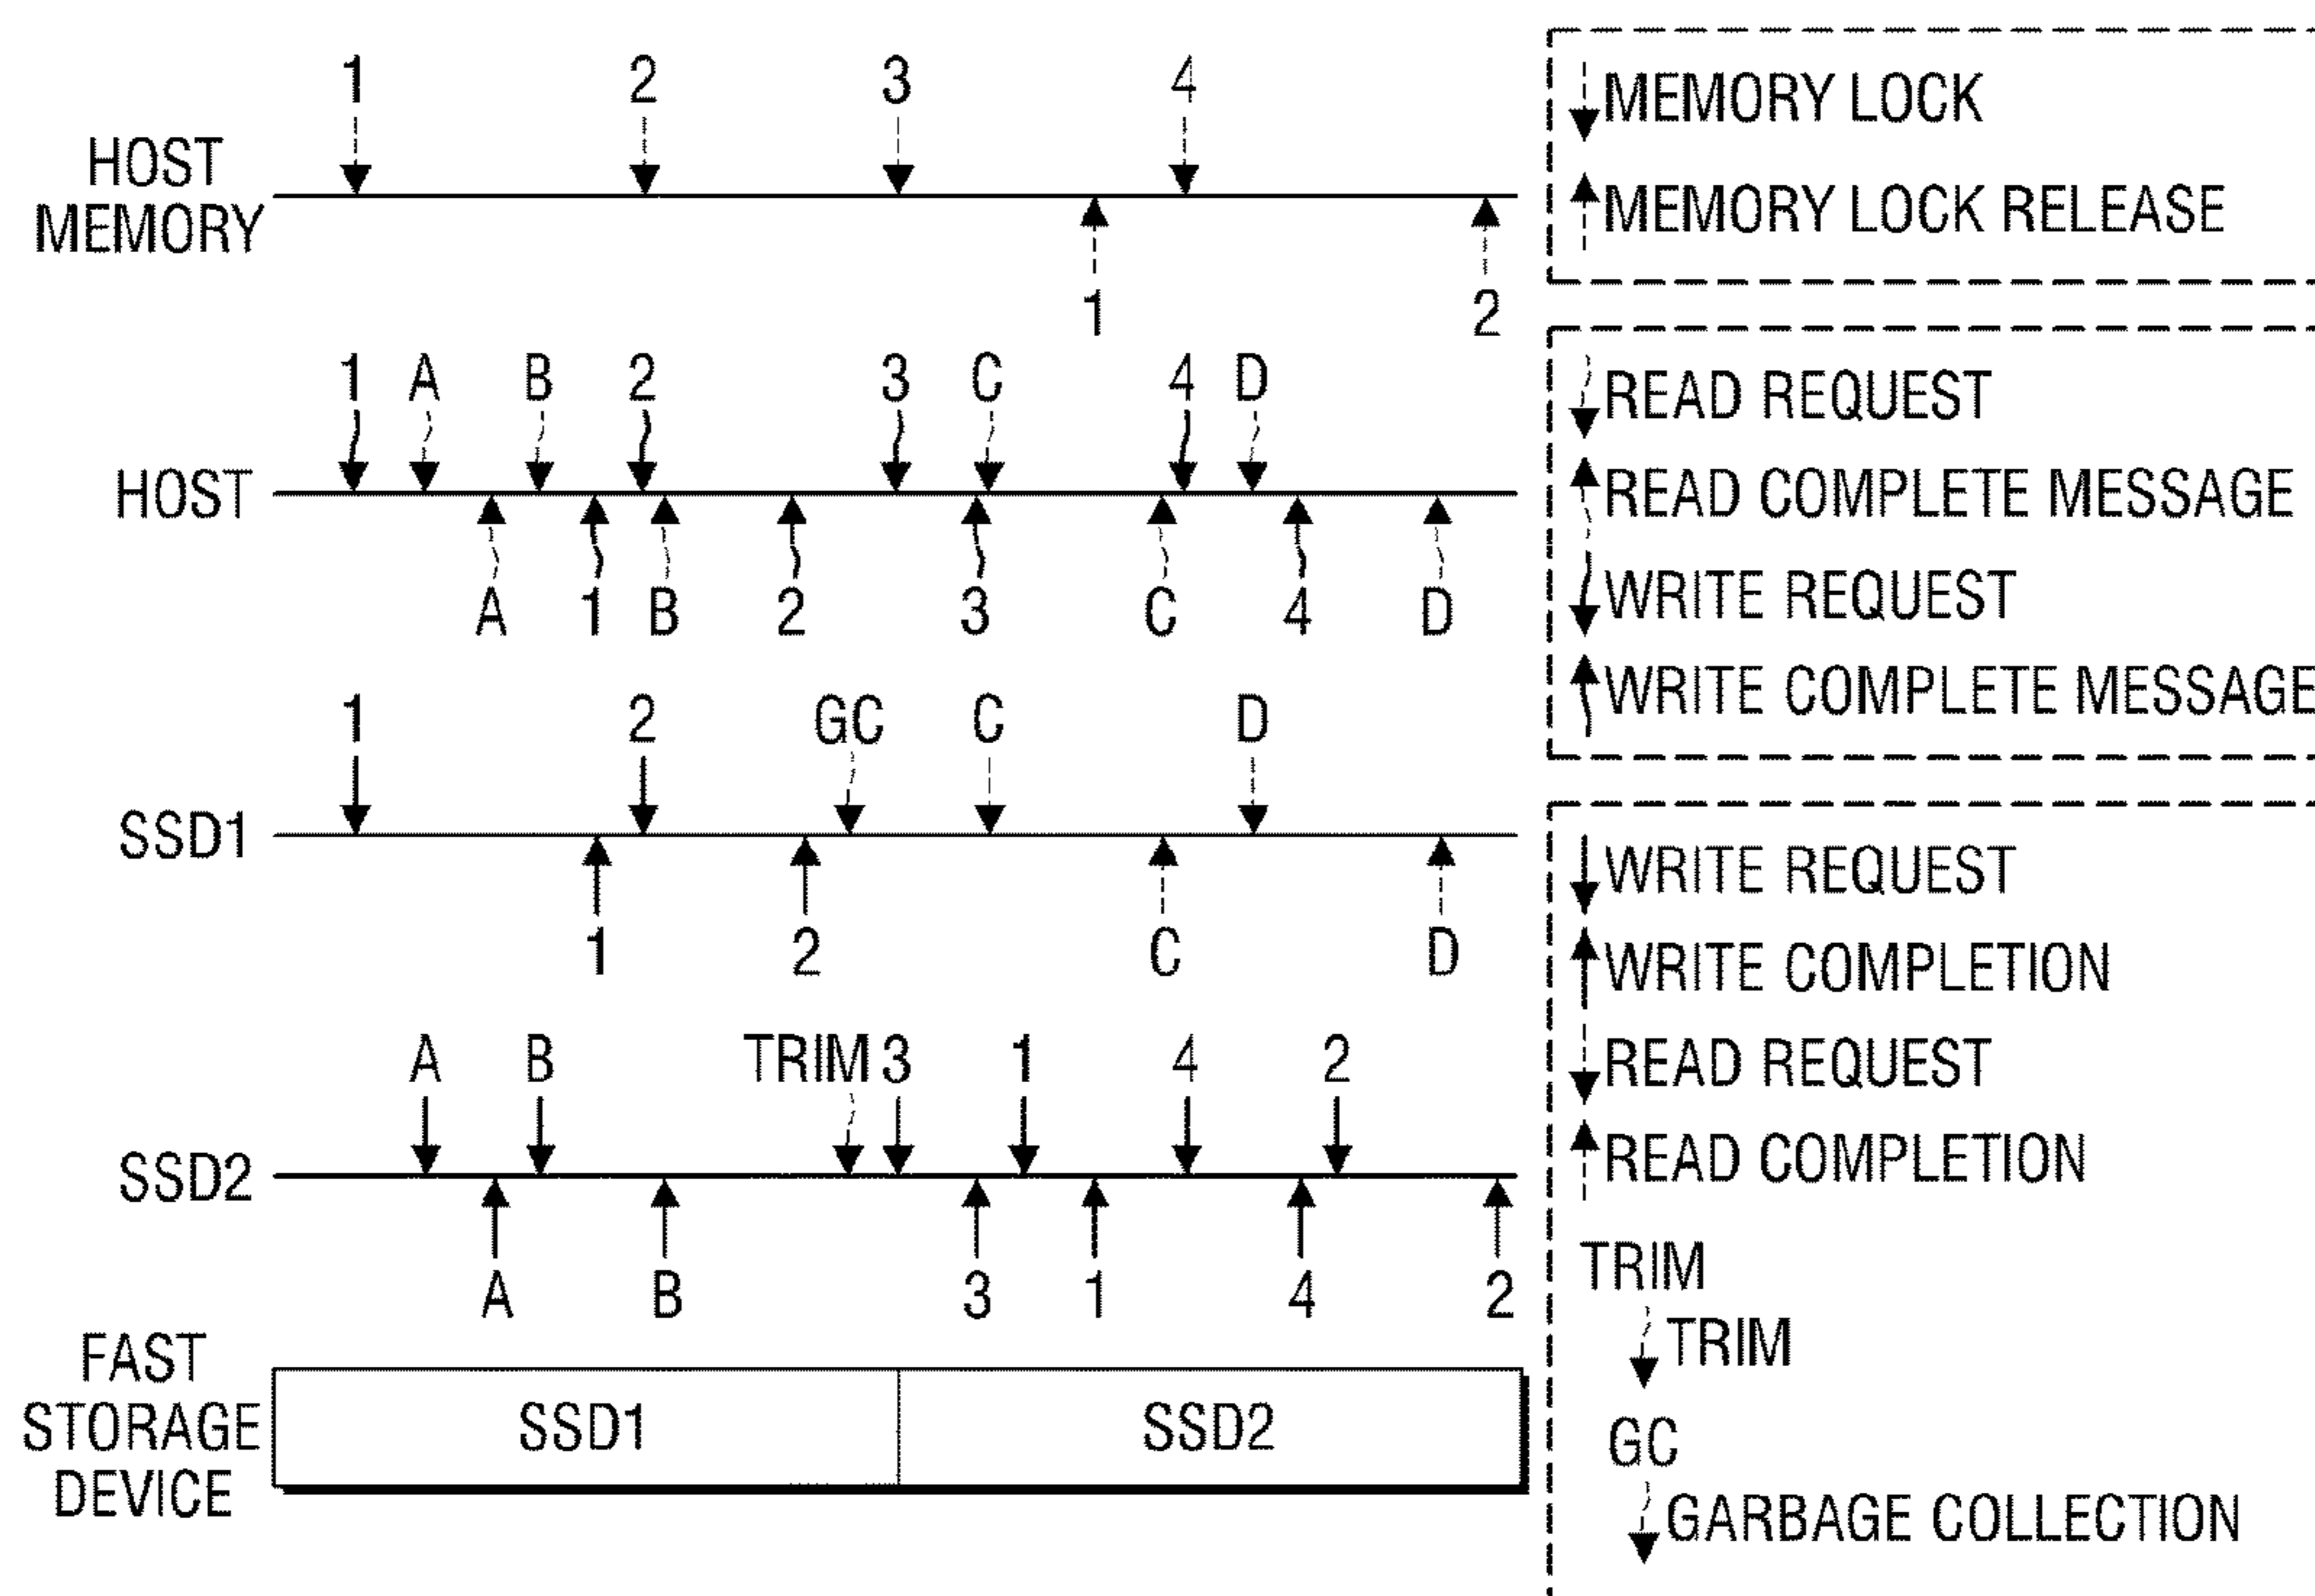 1 2 3 4
HOST
MEMORY
1 2
MEMORY LOCK
MEMORY LOCK RELEASE
1 A B 2 3 C 4 D
HOST
A 1 B 2 3 C 4 D
READ REQUEST
READ COMPLETE MESSAGE
WRITE REQUEST
WRITE COMPLETE MESSAGE
1 2 GC C D
SSD1
1 2 C D
A B TRIM 3 1 4 2
SSD2
A B 3 1 4 2
WRITE REQUEST
WRITE COMPLETION
READ REQUEST
READ COMPLETION
TRIM
TRIM
GC
GARBAGE COLLECTION
FAST
STORAGE
DEVICE
SSD1 SSD2